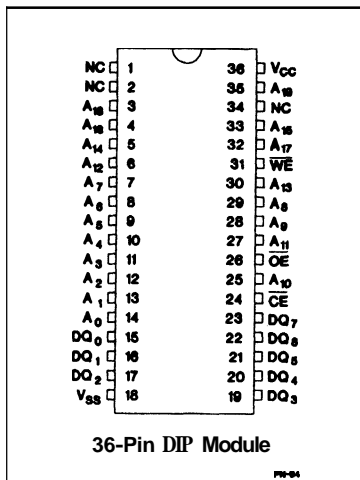 NC 1 36 VCC
NC 2 35 A19
A18 3 34 NC
A16 4 33 A15
A14 5 32 A17
A12 6 31 W̅E̅
A7 7 30 A13
A6 8 29 A8
A5 9 28 A9
A4 10 27 A11
A3 11 26 O̅E̅
A2 12 25 A10
A1 13 24 C̅E̅
A0 14 23 DQ7
DQ0 15 22 DQ6
DQ1 16 21 DQ5
DQ2 17 20 DQ4
VSS 18 19 DQ3
36-Pin DIP Module